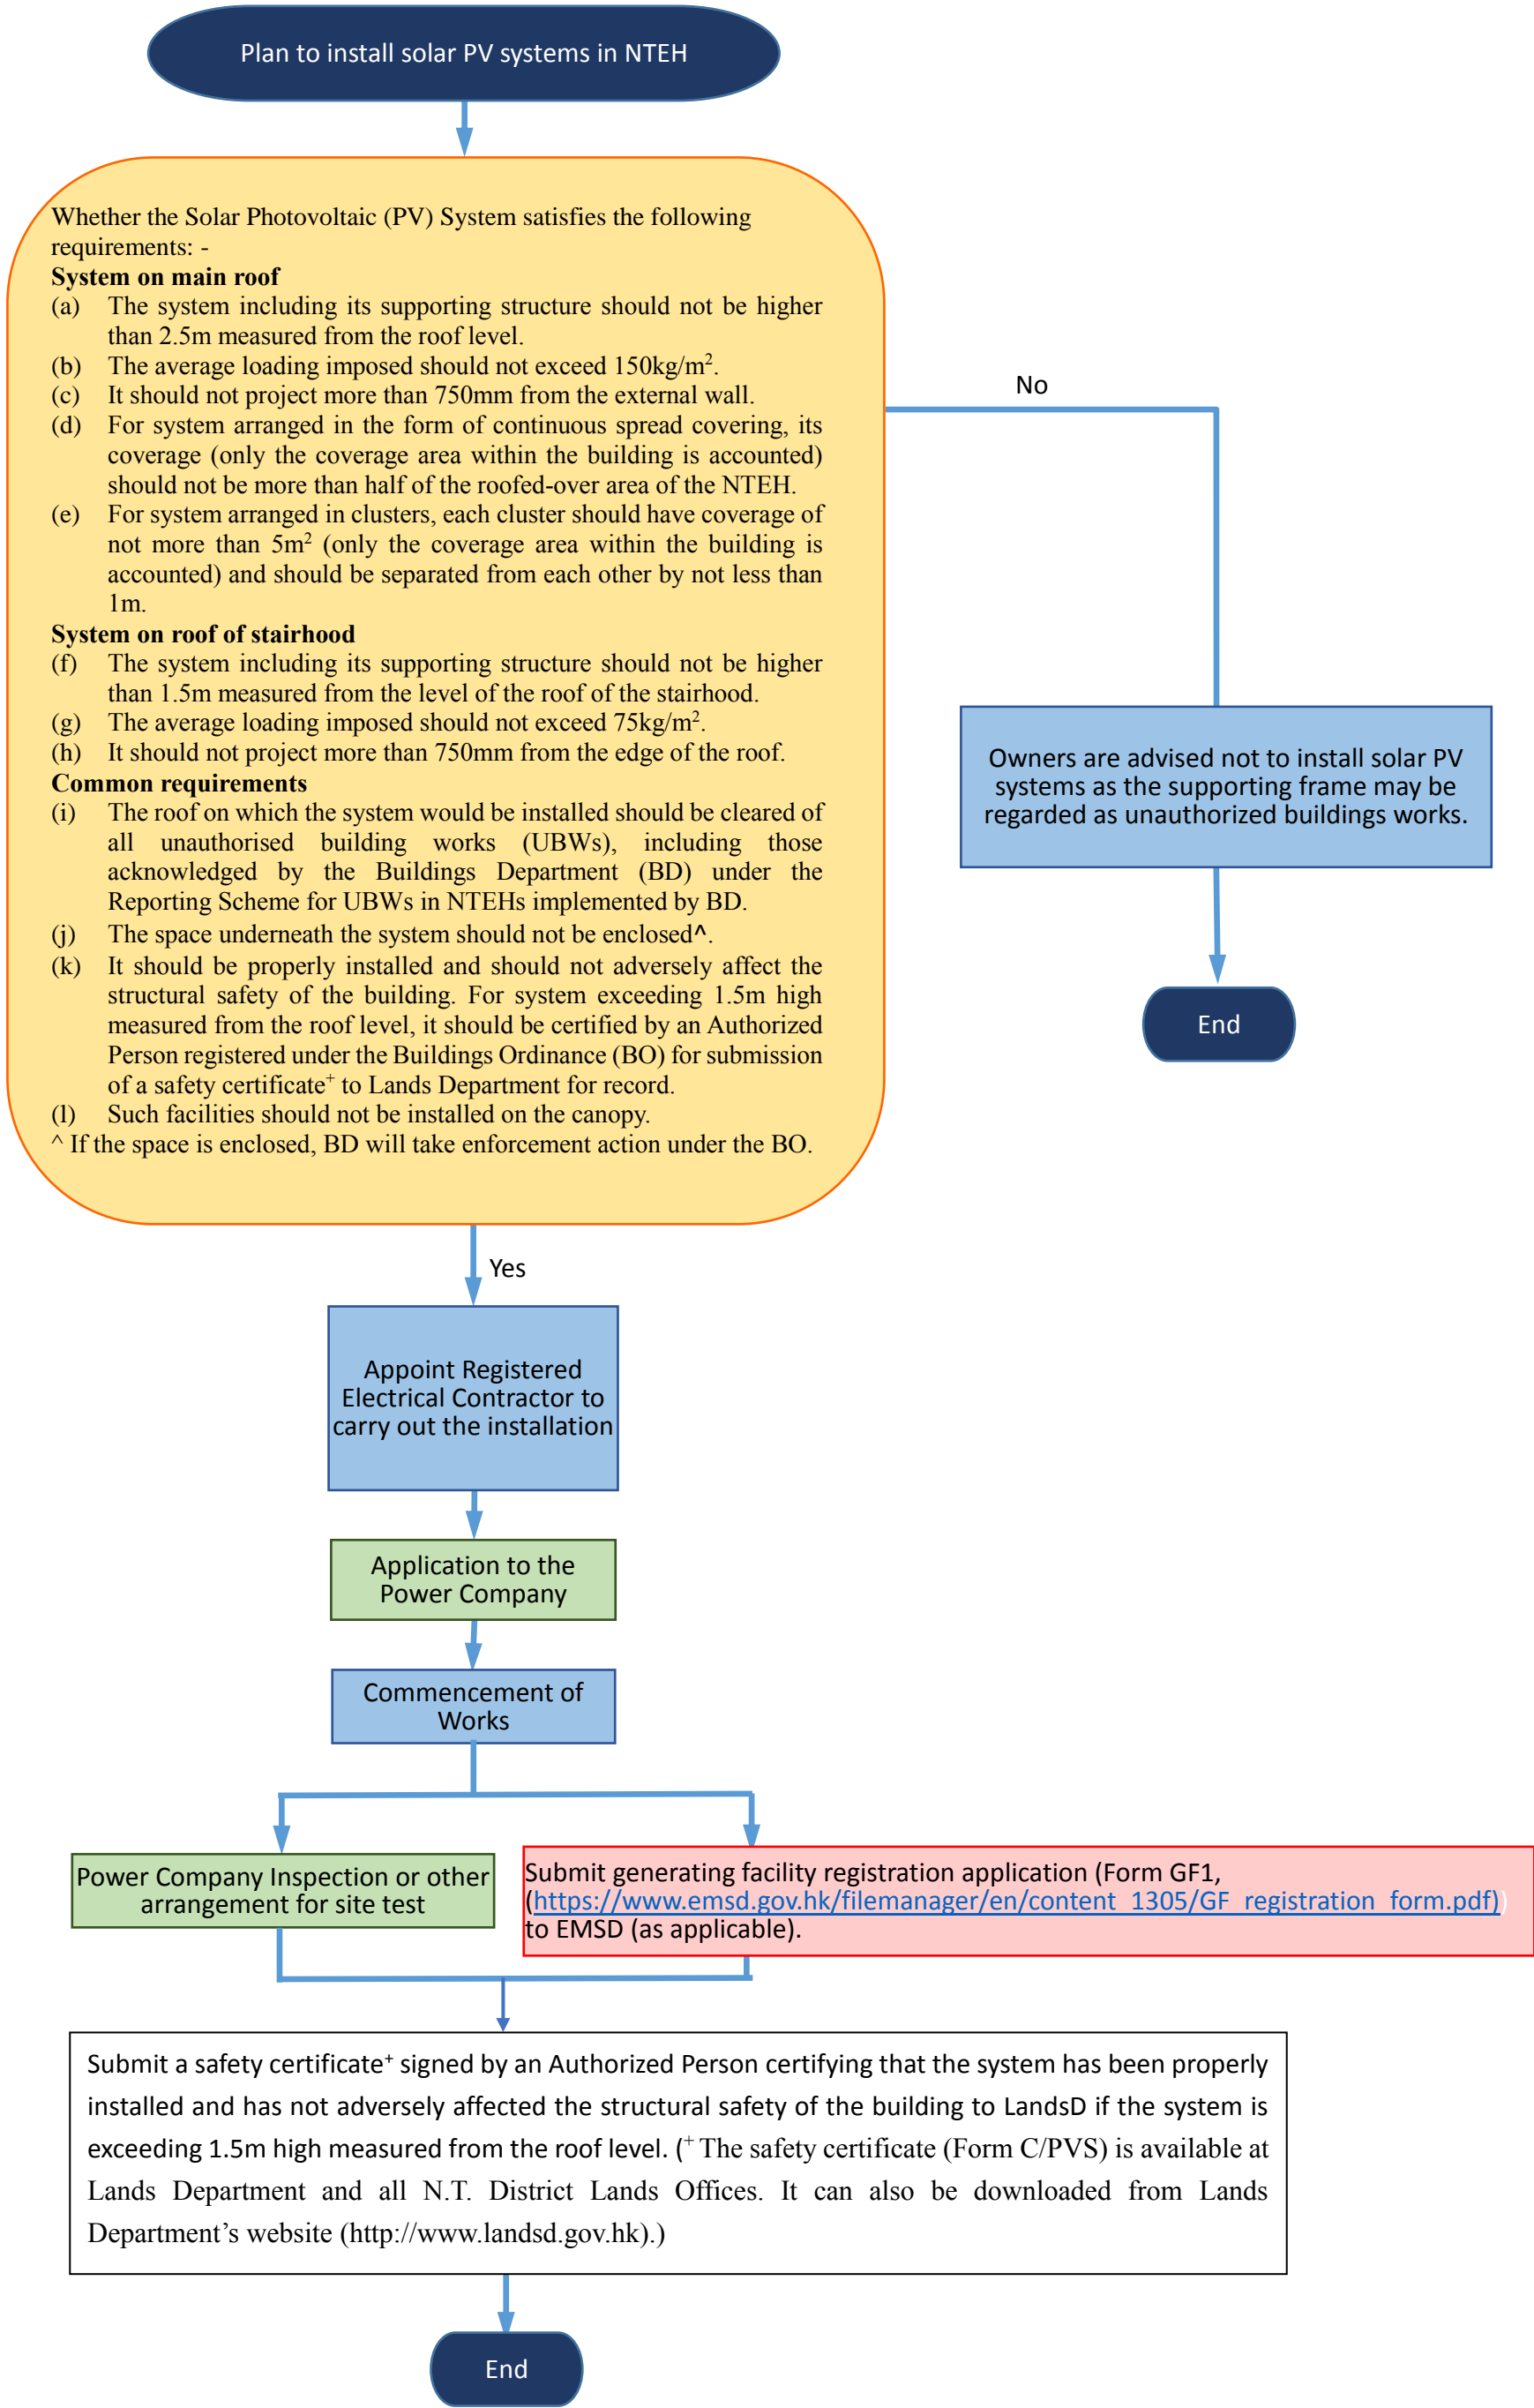 Plan to install solar PV systems in NTEH
Whether the Solar Photovoltaic (PV) System satisfies the following
requirements: -
System on main roof
(a) The system including its supporting structure should not be higher
than 2.5m measured from the roof level.
(b) The average loading imposed should not exceed 150kg/m².
(c) It should not project more than 750mm from the external wall.
(d) For system arranged in the form of continuous spread covering, its
coverage (only the coverage area within the building is accounted)
should not be more than half of the roofed-over area of the NTEH.
(e) For system arranged in clusters, each cluster should have coverage of
not more than 5m² (only the coverage area within the building is
accounted) and should be separated from each other by not less than
1m.
System on roof of stairhood
(f) The system including its supporting structure should not be higher
than 1.5m measured from the level of the roof of the stairhood.
(g) The average loading imposed should not exceed 75kg/m².
(h) It should not project more than 750mm from the edge of the roof.
Common requirements
(i) The roof on which the system would be installed should be cleared of
all unauthorised building works (UBWs), including those
acknowledged by the Buildings Department (BD) under the
Reporting Scheme for UBWs in NTEHs implemented by BD.
(j) The space underneath the system should not be enclosed^.
(k) It should be properly installed and should not adversely affect the
structural safety of the building. For system exceeding 1.5m high
measured from the roof level, it should be certified by an Authorized
Person registered under the Buildings Ordinance (BO) for submission
of a safety certificate⁺ to Lands Department for record.
(l) Such facilities should not be installed on the canopy.
^ If the space is enclosed, BD will take enforcement action under the BO.
No
Owners are advised not to install solar PV
systems as the supporting frame may be
regarded as unauthorized buildings works.
End
Yes
Appoint Registered
Electrical Contractor to
carry out the installation
Application to the
Power Company
Commencement of
Works
Power Company Inspection or other
arrangement for site test
Submit generating facility registration application (Form GF1,
(https://www.emsd.gov.hk/filemanager/en/content_1305/GF_registration_form.pdf))
to EMSD (as applicable).
Submit a safety certificate⁺ signed by an Authorized Person certifying that the system has been properly
installed and has not adversely affected the structural safety of the building to LandsD if the system is
exceeding 1.5m high measured from the roof level. (⁺ The safety certificate (Form C/PVS) is available at
Lands Department and all N.T. District Lands Offices. It can also be downloaded from Lands
Department’s website (http://www.landsd.gov.hk).)
End